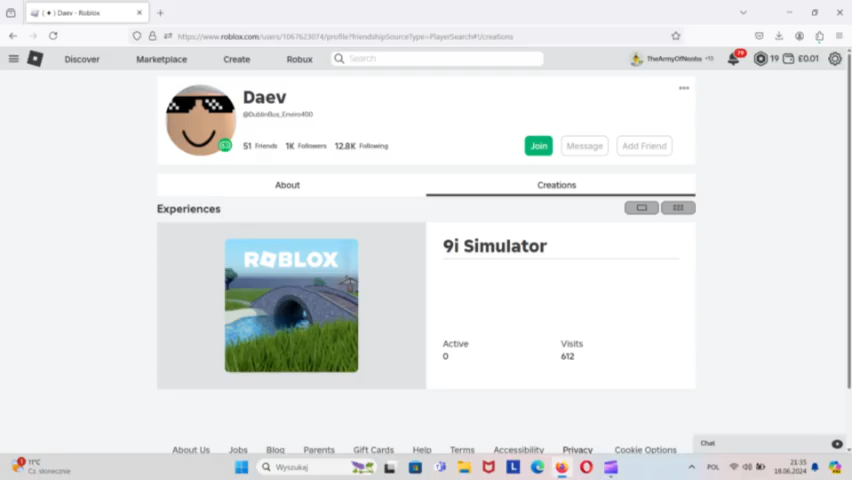 ( ● ) Daev - Roblox
https://www.roblox.com/users/1067623074/profile?friendshipSourceType=PlayerSearch#!/creations
Discover Marketplace Create Robux Search TheArmyOfNoobs 19 £0.01
Daev
51 Friends 1K Followers 12.8K Following
Join Message Add Friend
About Creations
Experiences
ROBLOX
9i Simulator
Active Visits
0 612
Chat
About Us Jobs Blog Parents Gift Cards Help Terms Accessibility Privacy Cookie Options
11°C
Cz. słonecznie
Wyszukaj
POL
21:35
18.06.2024